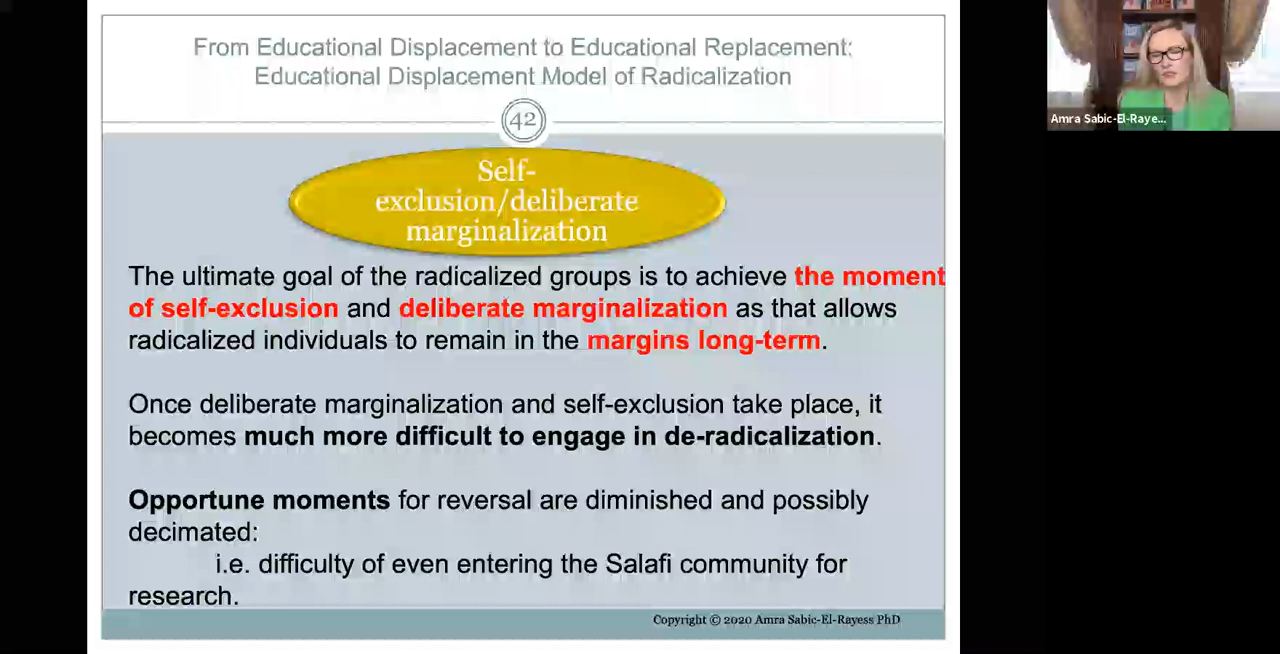 From Educational Displacement to Educational Replacement:
Educational Displacement Model of Radicalization
42
Self-
exclusion/deliberate
marginalization
The ultimate goal of the radicalized groups is to achieve the moment
of self-exclusion and deliberate marginalization as that allows
radicalized individuals to remain in the margins long-term.
Once deliberate marginalization and self-exclusion take place, it
becomes much more difficult to engage in de-radicalization.
Opportune moments for reversal are diminished and possibly
decimated:
i.e. difficulty of even entering the Salafi community for
research.
Copyright © 2020 Amra Sabic-El-Rayess PhD
Amra Sabic-El-Raye...